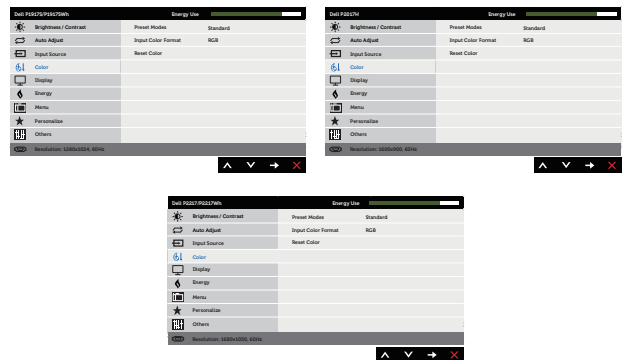 Dell P1917S/P1917SWh Energy Use
Brightness / Contrast Preset Modes Standard
Auto Adjust Input Color Format RGB
Input Source Reset Color
Color
Display
Energy
Menu
Personalize
Others
Resolution: 1280x1024, 60Hz
Dell P2017H Energy Use
Brightness / Contrast Preset Modes Standard
Auto Adjust Input Color Format RGB
Input Source Reset Color
Color
Display
Energy
Menu
Personalize
Others
Resolution: 1600x900, 60Hz
Dell P2217/P2217Wh Energy Use
Brightness / Contrast Preset Modes Standard
Auto Adjust Input Color Format RGB
Input Source Reset Color
Color
Display
Energy
Menu
Personalize
Others
Resolution: 1680x1050, 60Hz